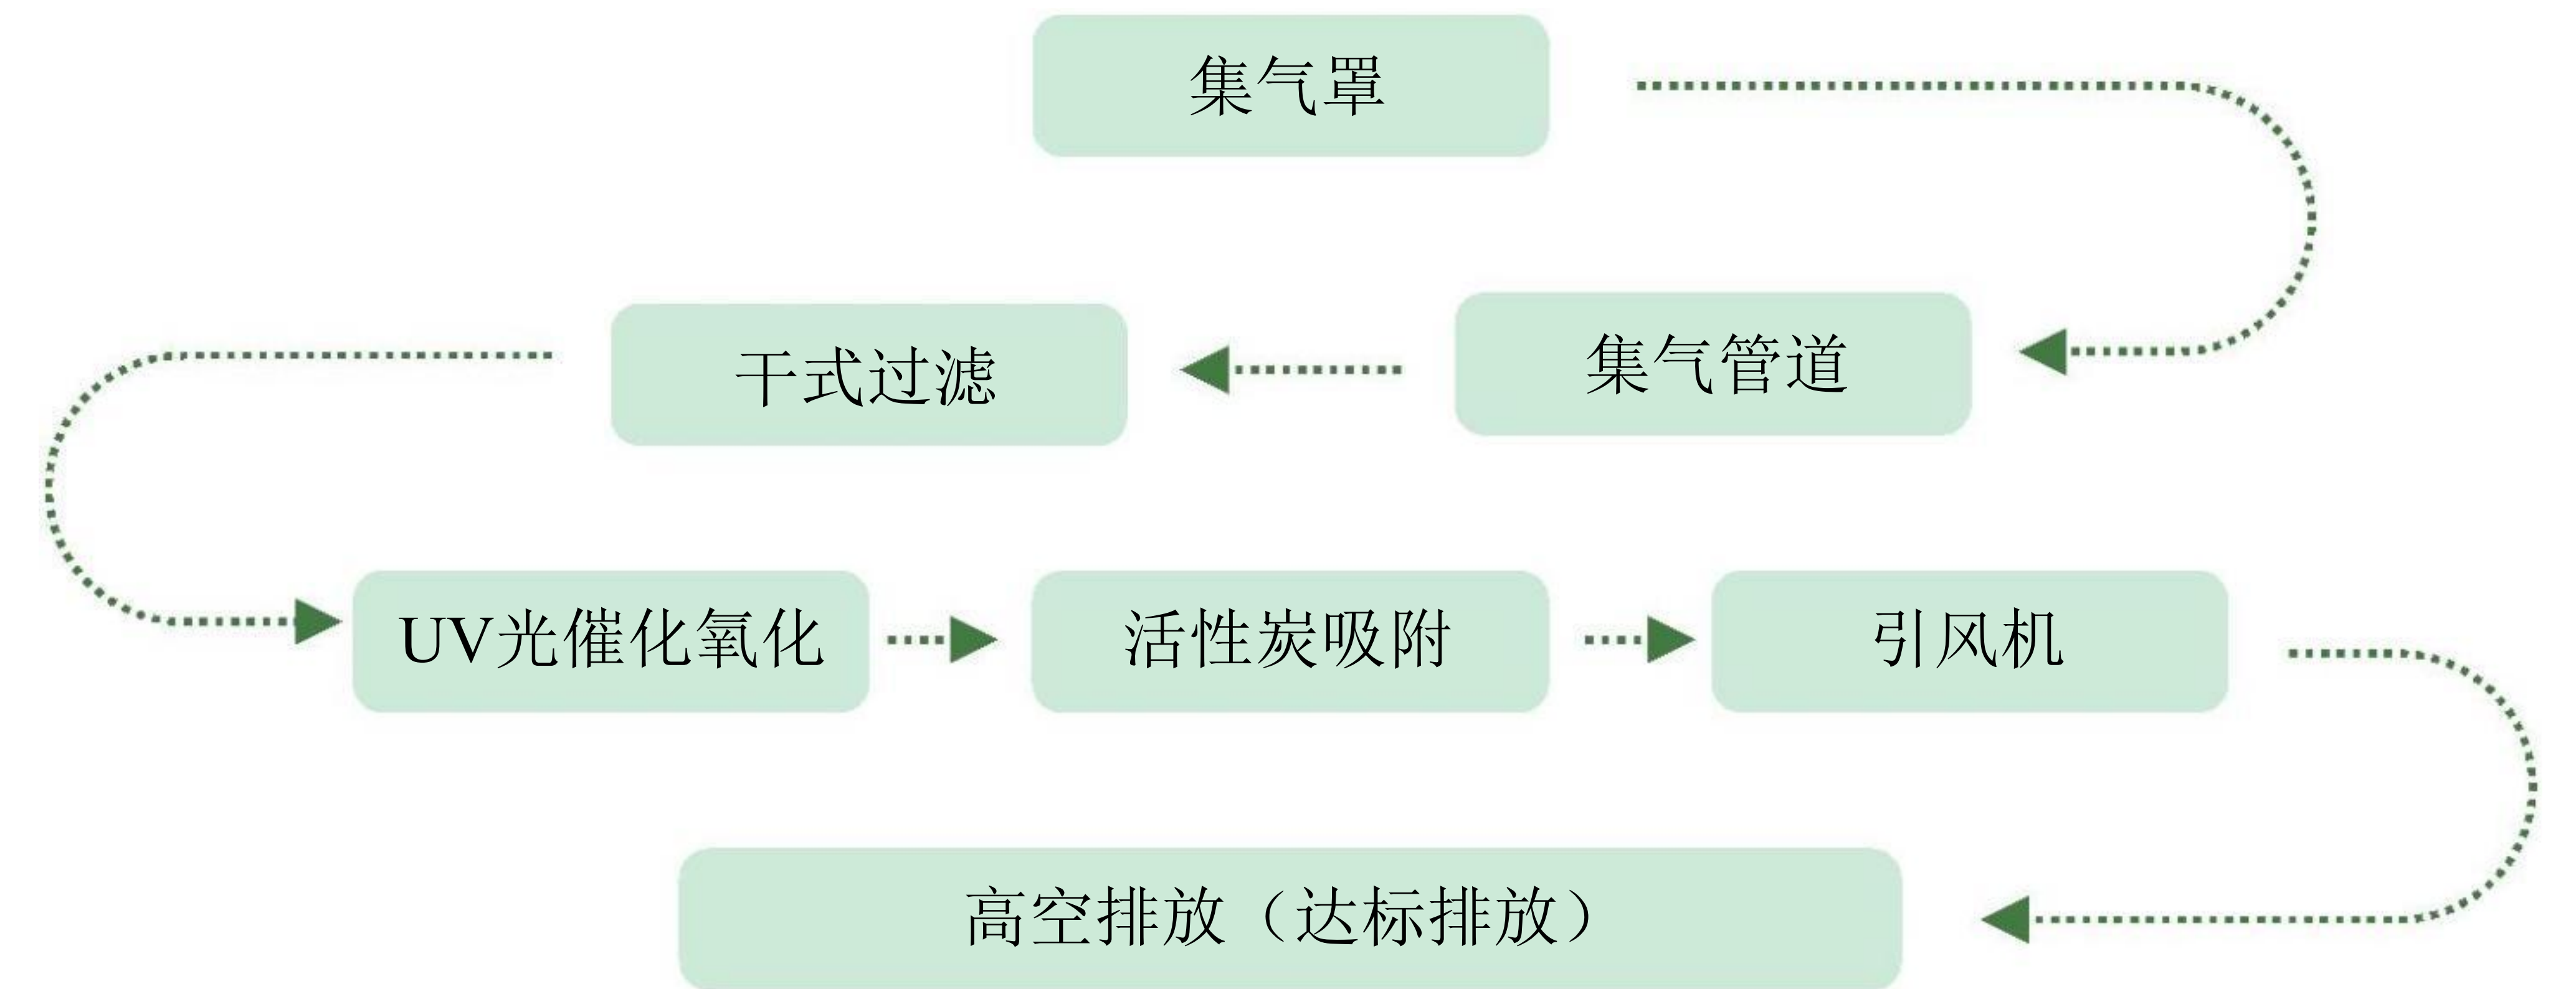 集气罩
集气管道
干式过滤
UV光催化氧化
活性炭吸附
引风机
高空排放（达标排放）